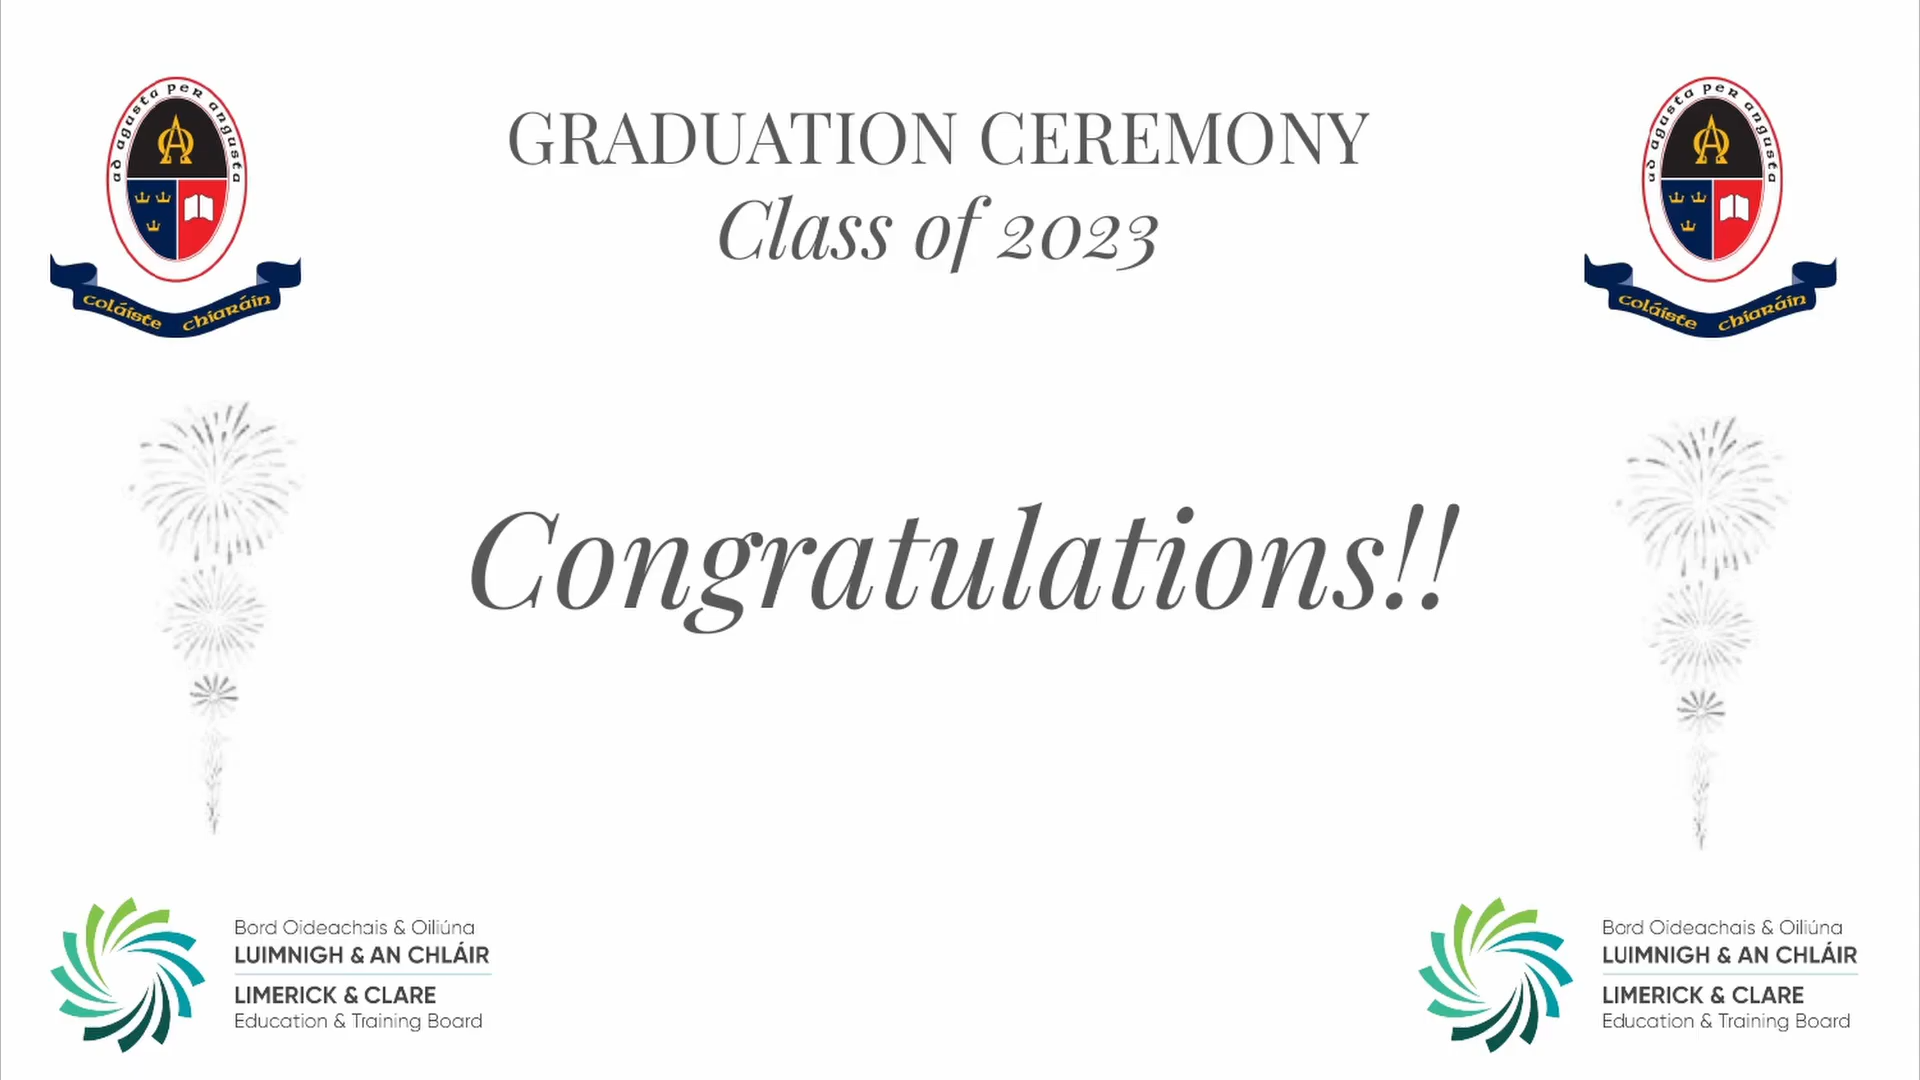 ad agusta per angusta
coláiste chiaráin
GRADUATION CEREMONY
Class of 2023
ad agusta per angusta
coláiste chiaráin
Congratulations!!
Bord Oideachais & Oiliúna
LUIMNIGH & AN CHLÁIR
LIMERICK & CLARE
Education & Training Board
Bord Oideachais & Oiliúna
LUIMNIGH & AN CHLÁIR
LIMERICK & CLARE
Education & Training Board